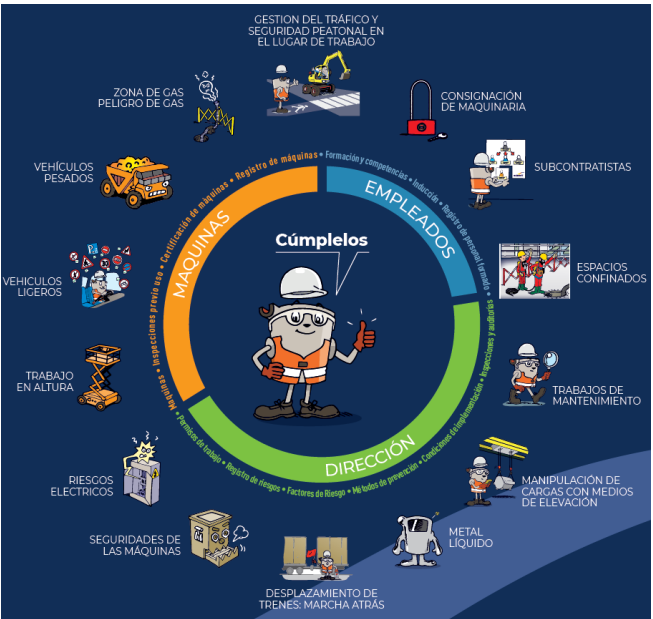 GESTION DEL TRÁFICO Y
SEGURIDAD PEATONAL EN
EL LUGAR DE TRABAJO
ZONA DE GAS
PELIGRO DE GAS
CONSIGNACIÓN
DE MAQUINARIA
VEHÍCULOS
PESADOS
SUBCONTRATISTAS
VEHICULOS
LIGEROS
ESPACIOS
CONFINADOS
TRABAJO
EN ALTURA
TRABAJOS DE
MANTENIMIENTO
RIESGOS
ELECTRICOS
MANIPULACIÓN DE
CARGAS CON MEDIOS
DE ELEVACIÓN
SEGURIDADES DE
LAS MÁQUINAS
METAL
LÍQUIDO
DESPLAZAMIENTO DE
TRENES: MARCHA ATRÁS
Maquinas • Inspecciones previo uso • Certificación de máquinas • Registro de máquinas
• Formación y competencias • Inducción • Registro de personal formado •
• Permisos de trabajo • Registro de riesgos • Factores de Riesgo • Métodos de prevención • Condiciones de implementación • Inspecciones y auditorias
MAQUINAS
EMPLEADOS
DIRECCIÓN
Cúmplelos